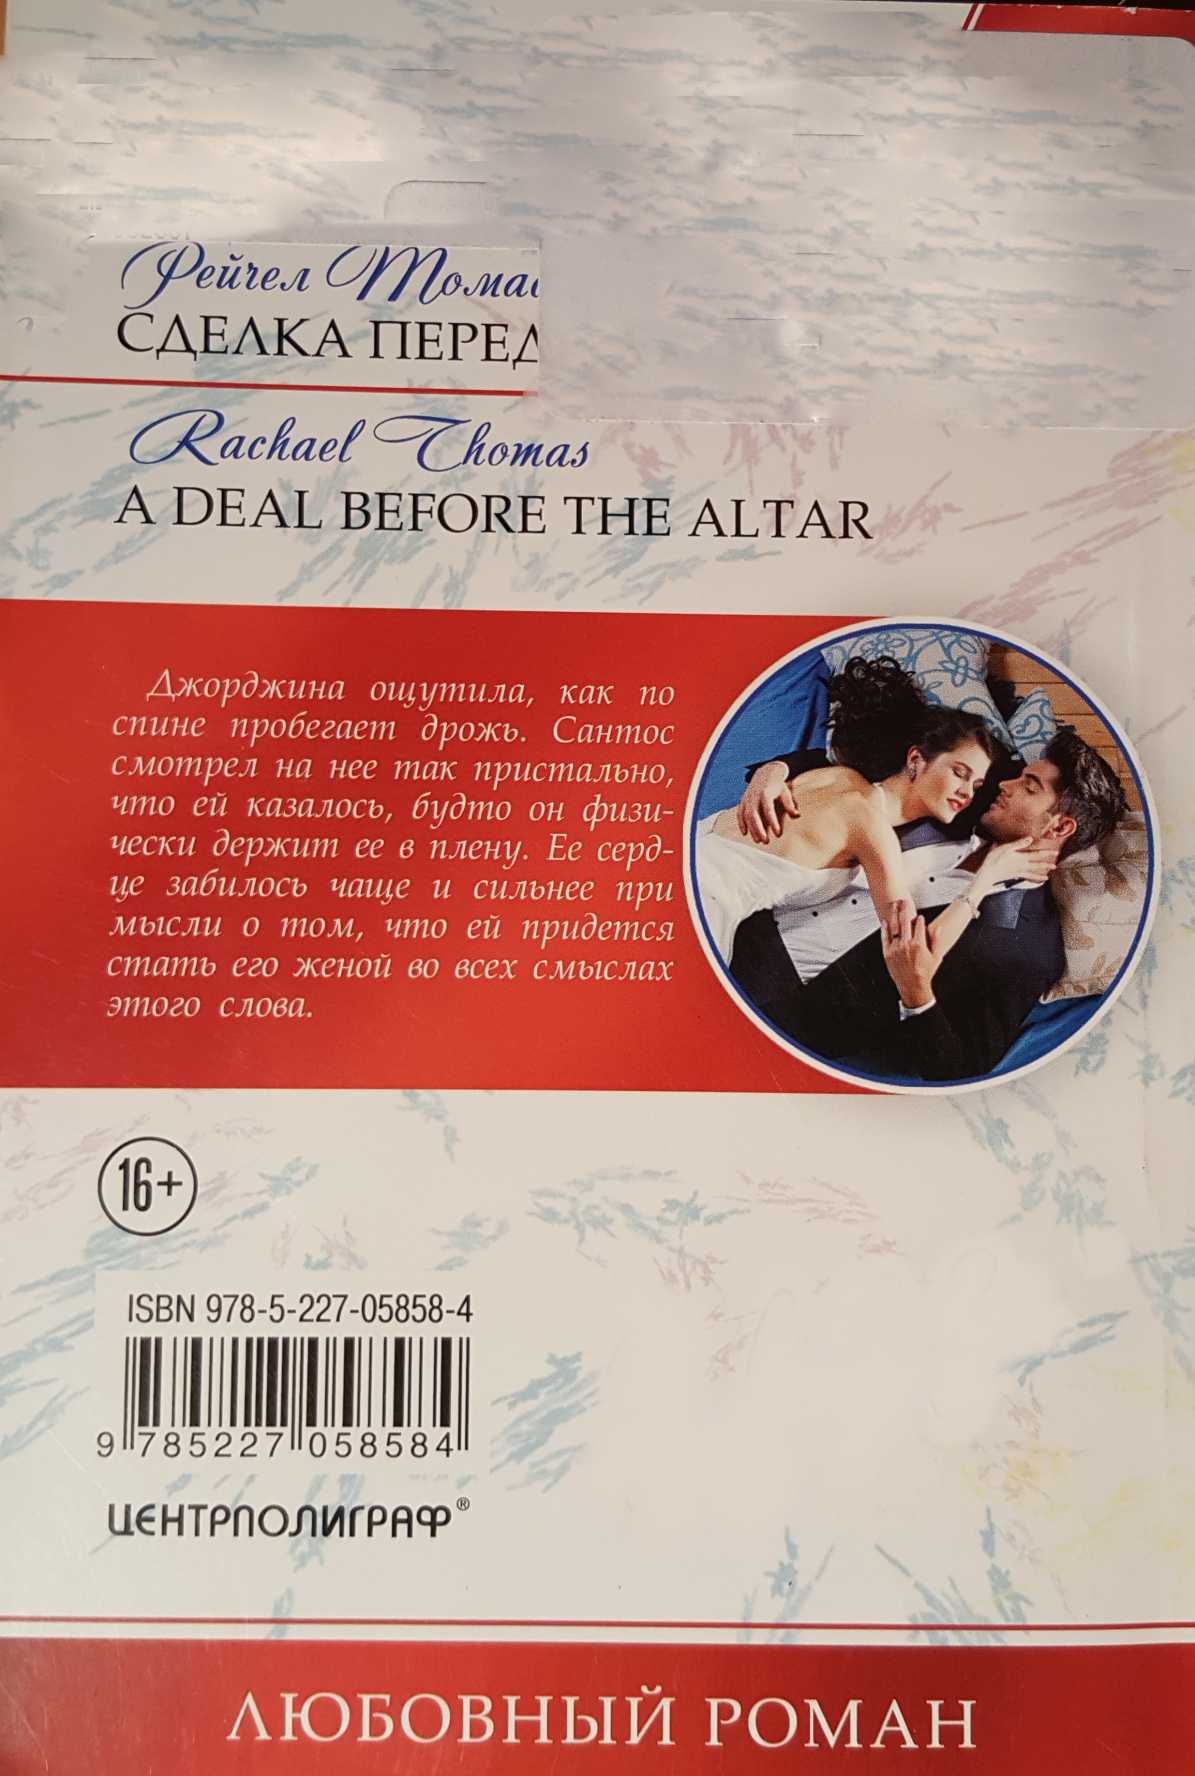 Рейчел Тома
СДЕЛКА ПЕРЕД
Rachael Thomas
A DEAL BEFORE THE ALTAR
Джорджина ощутила, как по
спине пробегает дрожь. Сантос
смотрел на нее так пристально,
что ей казалось, будто он физи-
чески держит ее в плену. Ее серд-
це забилось чаще и сильнее при
мысли о том, что ей придется
стать его женой во всех смыслах
этого слова.
16+
ISBN 978-5-227-05858-4
9 785227 058584
ЦЕНТРПОЛИГРАФ®
ЛЮБОВНЫЙ РОМАН